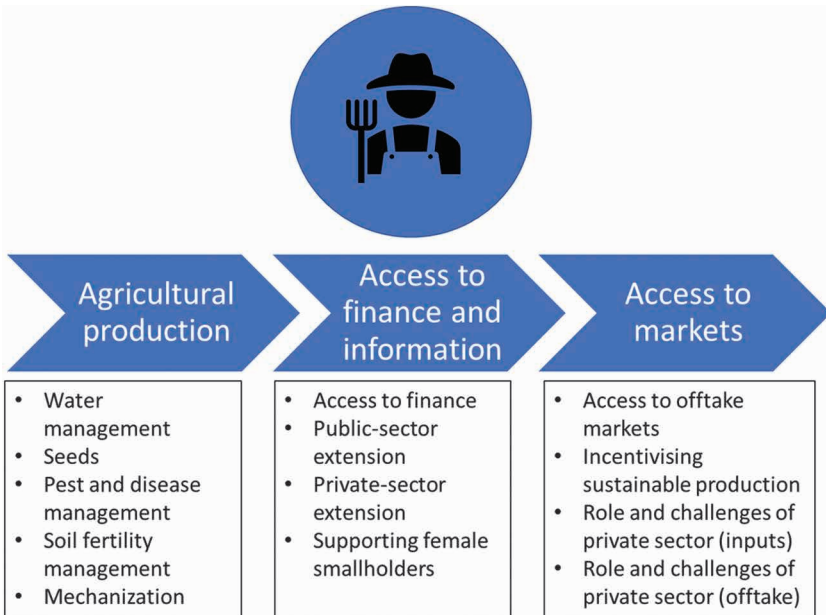 Agricultural
production
Access to
finance and
information
Access to
markets
• Water
management
• Seeds
• Pest and disease
management
• Soil fertility
management
• Mechanization
• Access to finance
• Public-sector
extension
• Private-sector
extension
• Supporting female
smallholders
• Access to offtake
markets
• Incentivising
sustainable production
• Role and challenges of
private sector (inputs)
• Role and challenges of
private sector (offtake)